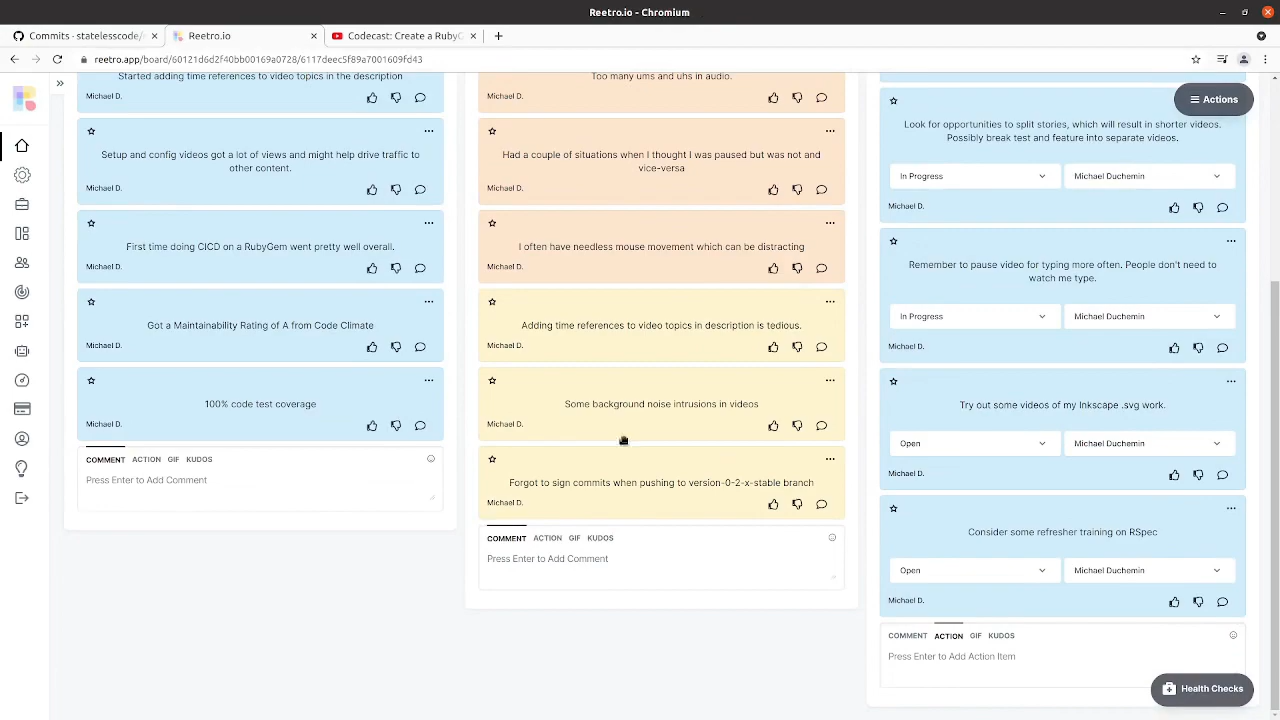 Reetro.io - Chromium
Commits · statelesscode/
Reetro.io
Codecast: Create a Ruby
reetro.app/board/60121d6d2f40bb00169a0728/6117deec5f89a7001609fd43
Started adding time references to video topics in the description
Michael D.
Setup and config videos got a lot of views and might help drive traffic to
other content.
Michael D.
First time doing CICD on a RubyGem went pretty well overall.
Michael D.
Got a Maintainability Rating of A from Code Climate
Michael D.
100% code test coverage
Michael D.
COMMENT ACTION GIF KUDOS
Press Enter to Add Comment
Too many ums and uhs in audio.
Michael D.
Had a couple of situations when I thought I was paused but was not and
vice-versa
Michael D.
I often have needless mouse movement which can be distracting
Michael D.
Adding time references to video topics in description is tedious.
Michael D.
Some background noise intrusions in videos
Michael D.
Forgot to sign commits when pushing to version-0-2-x-stable branch
Michael D.
COMMENT ACTION GIF KUDOS
Press Enter to Add Comment
Actions
Look for opportunities to split stories, which will result in shorter videos.
Possibly break test and feature into separate videos.
In Progress Michael Duchemin
Michael D.
Remember to pause video for typing more often. People don't need to
watch me type.
In Progress Michael Duchemin
Michael D.
Try out some videos of my Inkscape .svg work.
Open Michael Duchemin
Michael D.
Consider some refresher training on RSpec
Open Michael Duchemin
Michael D.
COMMENT ACTION GIF KUDOS
Press Enter to Add Action Item
Health Checks